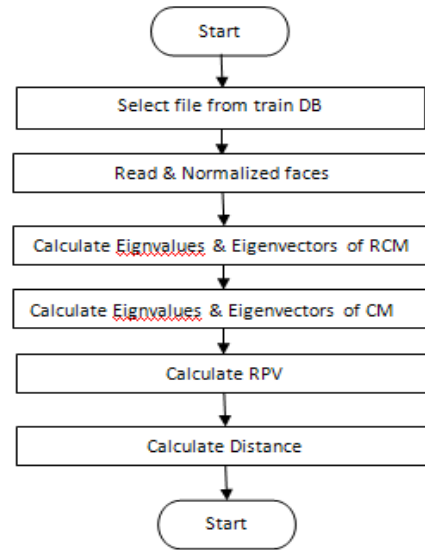 Start
Select file from train DB
Read & Normalized faces
Calculate Eignvalues & Eigenvectors of RCM
Calculate Eignvalues & Eigenvectors of CM
Calculate RPV
Calculate Distance
Start